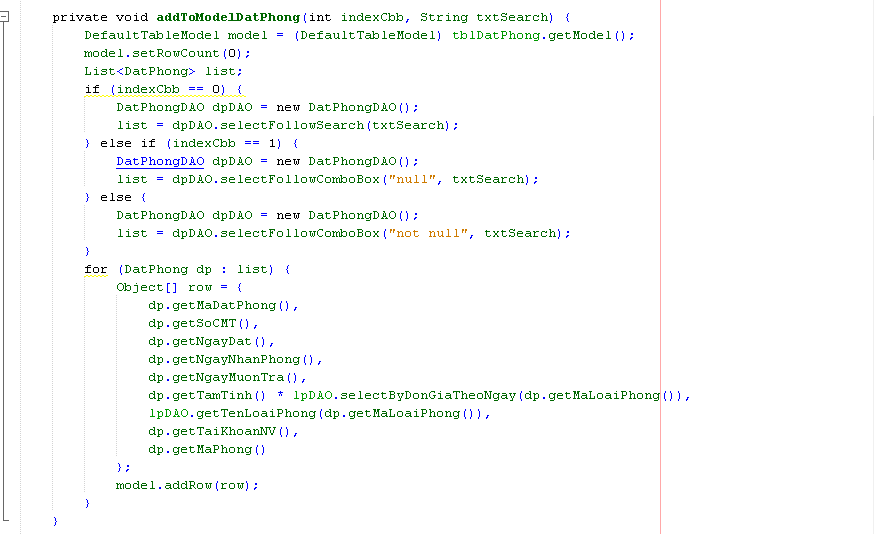 private void addToModelDatPhong(int indexCbb, String txtSearch) {
DefaultTableModel model = (DefaultTableModel) tblDatPhong.getModel();
model.setRowCount(0);
List<DatPhong> list;
if (indexCbb == 0) {
DatPhongDAO dpDAO = new DatPhongDAO();
list = dpDAO.selectFollowSearch(txtSearch);
} else if (indexCbb == 1) {
DatPhongDAO dpDAO = new DatPhongDAO();
list = dpDAO.selectFollowComboBox("null", txtSearch);
} else {
DatPhongDAO dpDAO = new DatPhongDAO();
list = dpDAO.selectFollowComboBox("not null", txtSearch);
}
for (DatPhong dp : list) {
Object[] row = {
dp.getMaDatPhong(),
dp.getSoCMT(),
dp.getNgayDat(),
dp.getNgayNhanPhong(),
dp.getNgayMuonTra(),
dp.getTamTinh() * lpDAO.selectByDonGiaTheoNgay(dp.getMaLoaiPhong()),
lpDAO.getTenLoaiPhong(dp.getMaLoaiPhong()),
dp.getTaiKhoanNV(),
dp.getMaPhong()
};
model.addRow(row);
}
}